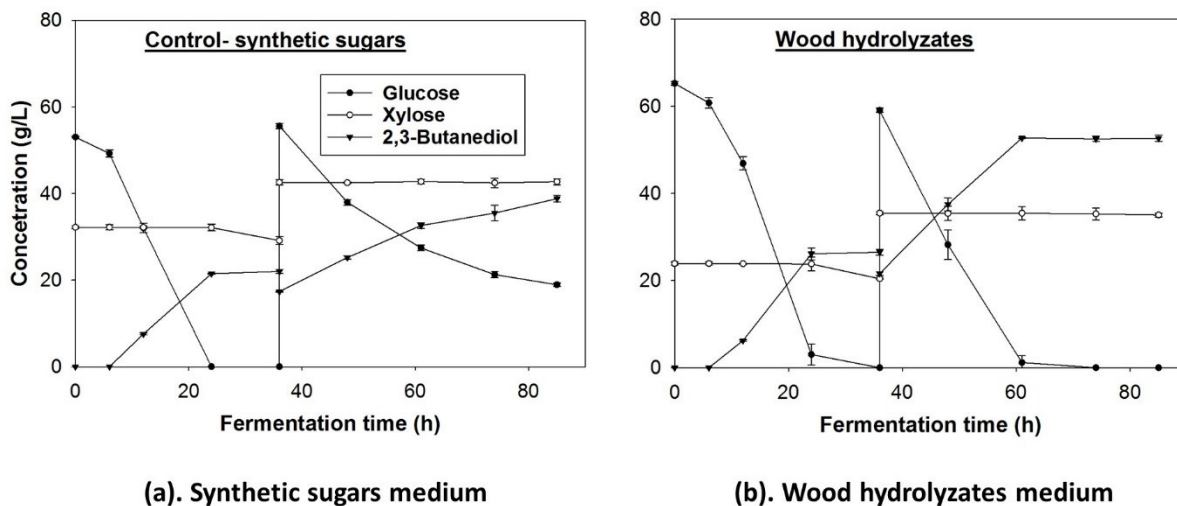 Control- synthetic sugars
Glucose
Xylose
2,3-Butanediol
Concetration (g/L)
80
60
40
20
0
0 20 40 60 80
Fermentation time (h)
(a). Synthetic sugars medium
Wood hydrolyzates
80
60
40
20
0
0 20 40 60 80
Fermentation time (h)
(b). Wood hydrolyzates medium